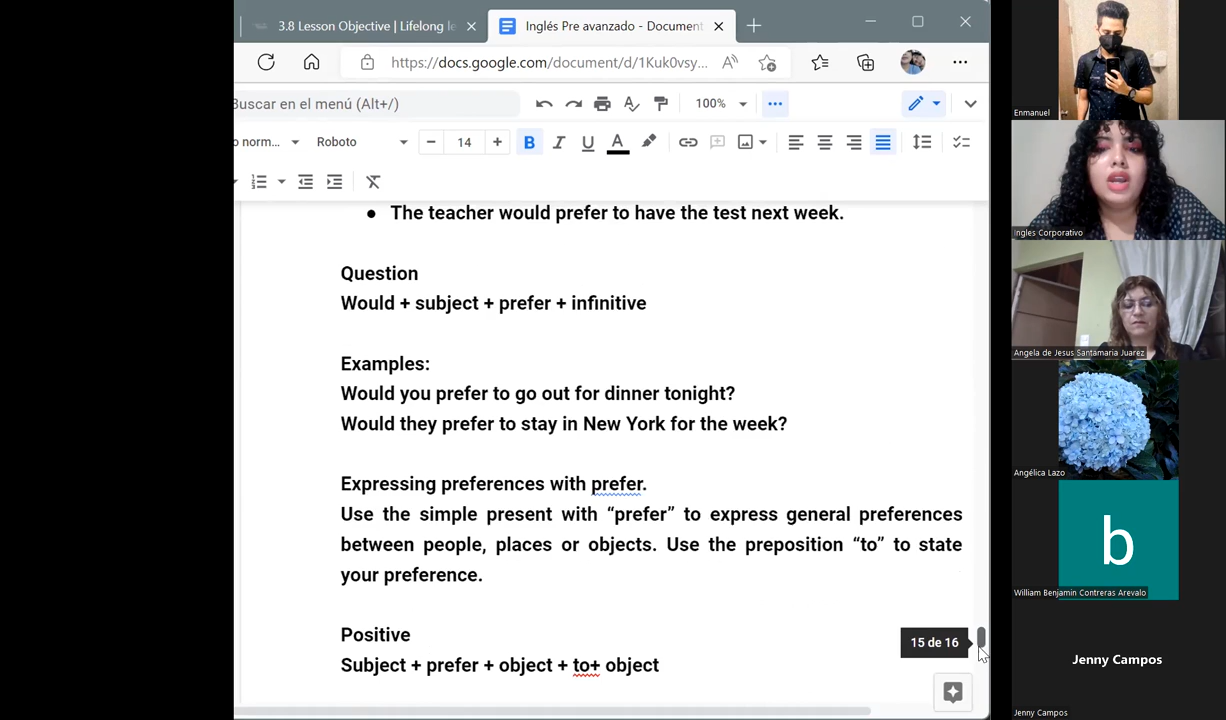 3.8 Lesson Objective | Lifelong le
Inglés Pre avanzado - Document
https://docs.google.com/document/d/1Kuk0vsy...
Buscar en el menú (Alt+/)
100%
o norm...
Roboto
14
B I U A
The teacher would prefer to have the test next week.
Question
Would + subject + prefer + infinitive
Examples:
Would you prefer to go out for dinner tonight?
Would they prefer to stay in New York for the week?
Expressing preferences with prefer.
Use the simple present with “prefer” to express general preferences
between people, places or objects. Use the preposition “to” to state
your preference.
Positive
Subject + prefer + object + to+ object
15 de 16
Enmanuel
Ingles Corporativo
Angela de Jesus Santamaria Juarez
Angélica Lazo
b
William Benjamin Contreras Arevalo
Jenny Campos
Jenny Campos